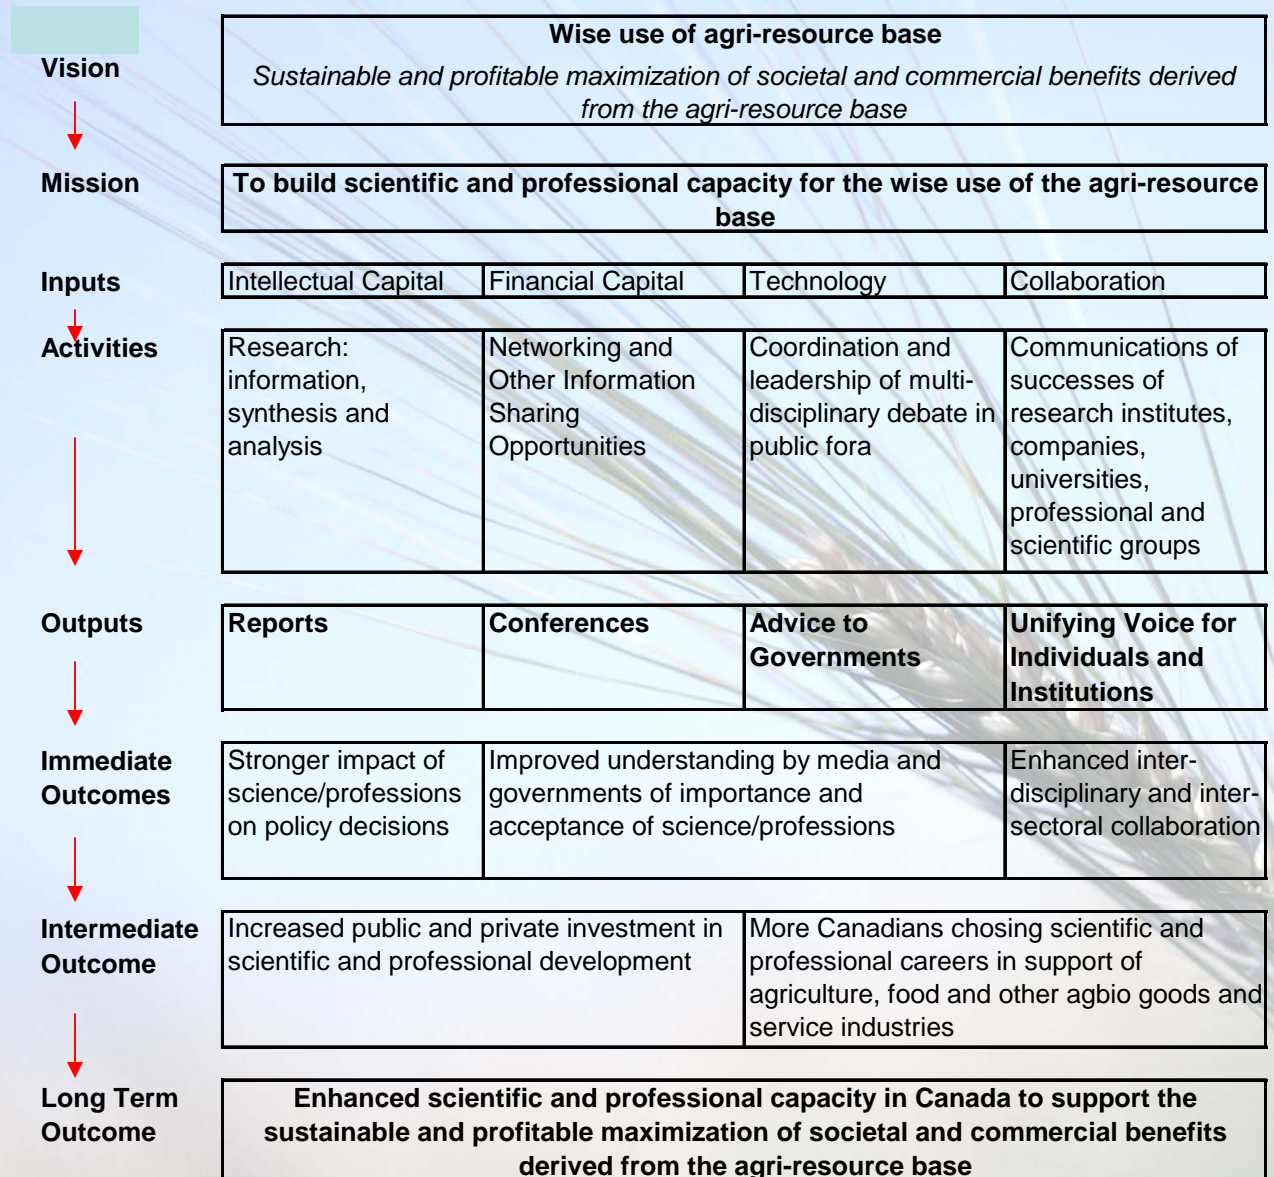 Vision
Wise use of agri-resource base
Sustainable and profitable maximization of societal and commercial benefits derived
from the agri-resource base
Mission
To build scientific and professional capacity for the wise use of the agri-resource
base
Inputs
Intellectual Capital
Financial Capital
Technology
Collaboration
Activities
Research:
information,
synthesis and
analysis
Networking and
Other Information
Sharing
Opportunities
Coordination and
leadership of multi-
disciplinary debate in
public fora
Communications of
successes of
research institutes,
companies,
universities,
professional and
scientific groups
Outputs
Reports
Conferences
Advice to
Governments
Unifying Voice for
Individuals and
Institutions
Immediate
Outcomes
Stronger impact of
science/professions
on policy decisions
Improved understanding by media and
governments of importance and
acceptance of science/professions
Enhanced inter-
disciplinary and inter-
sectoral collaboration
Intermediate
Outcome
Increased public and private investment in
scientific and professional development
More Canadians chosing scientific and
professional careers in support of
agriculture, food and other agbio goods and
service industries
Long Term
Outcome
Enhanced scientific and professional capacity in Canada to support the
sustainable and profitable maximization of societal and commercial benefits
derived from the agri-resource base